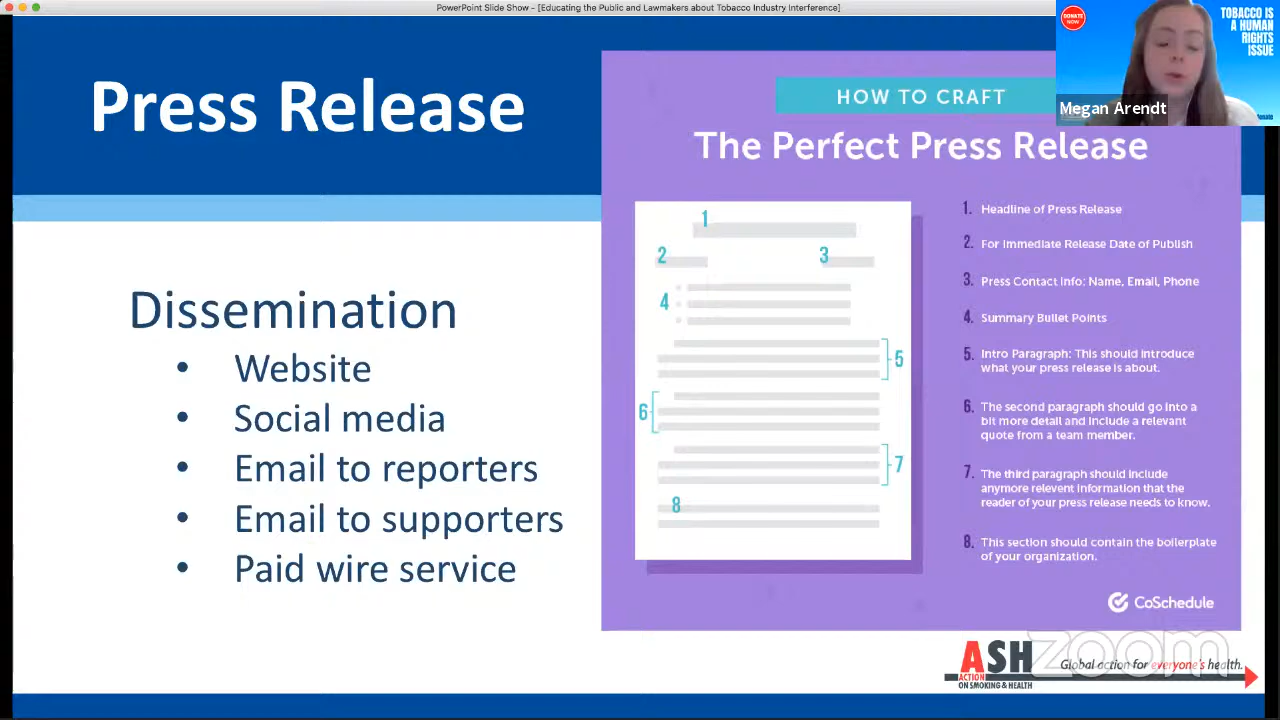 PowerPoint Slide Show - [Educating the Public and Lawmakers about Tobacco Industry Interference]
DONATE
NOW
TOBACCO IS
A HUMAN
RIGHTS
ISSUE
Megan Arendt
Press Release
HOW TO CRAFT
The Perfect Press Release
1
2
3
4
5
6
7
8
1. Headline of Press Release
2. For Immediate Release Date of Publish
3. Press Contact Info: Name, Email, Phone
4. Summary Bullet Points
5. Intro Paragraph: This should introduce
what your press release is about.
6. The second paragraph should go into a
bit more detail and include a relevant
quote from a team member.
7. The third paragraph should include
anymore relevent information that the
reader of your press release needs to know.
8. This section should contain the boilerplate
of your organization.
CoSchedule
Dissemination
• Website
• Social media
• Email to reporters
• Email to supporters
• Paid wire service
ASH
ACTION
ON SMOKING & HEALTH
Global action for everyone's health.
zoom